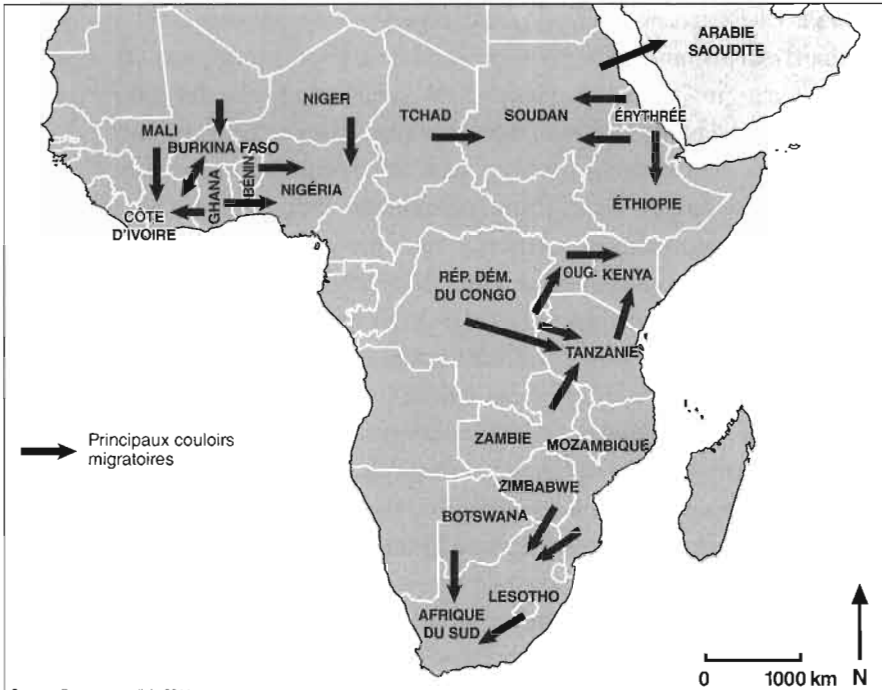 ARABIE
SAOUDITE
NIGER
TCHAD
SOUDAN
ÉRYTHRÉE
MALI
BURKINA FASO
BÉNIN
GHANA
NIGÉRIA
CÔTE
D'IVOIRE
ÉTHIOPIE
RÉP. DÉM.
DU CONGO
OUG.
KENYA
TANZANIE
Principaux couloirs
migratoires
ZAMBIE
MOZAMBIQUE
ZIMBABWE
BOTSWANA
LESOTHO
AFRIQUE
DU SUD
0 1000 km N